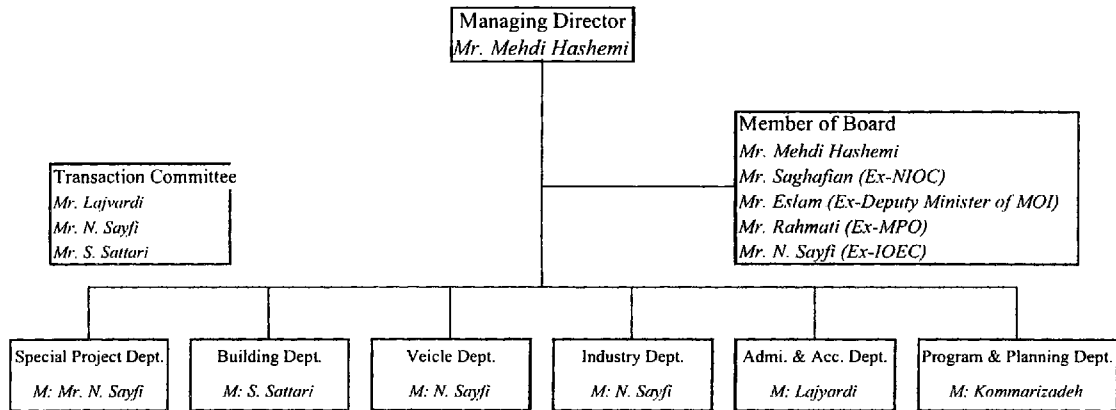 Managing Director
Mr. Mehdi Hashemi
Member of Board
Mr. Mehdi Hashemi
Mr. Saghafian (Ex-NIOC)
Mr. Eslam (Ex-Deputy Minister of MOI)
Mr. Rahmati (Ex-MPO)
Mr. N. Sayfi (Ex-IOEC)
Transaction Committee
Mr. Lajvardi
Mr. N. Sayfi
Mr. S. Sattari
Special Project Dept.
M: Mr. N. Sayfi
Building Dept.
M: S. Sattari
Veicle Dept.
M: N. Sayfi
Industry Dept.
M: N. Sayfi
Admi. & Acc. Dept.
M: Lajyardi
Program & Planning Dept.
M: Kommarizadeh